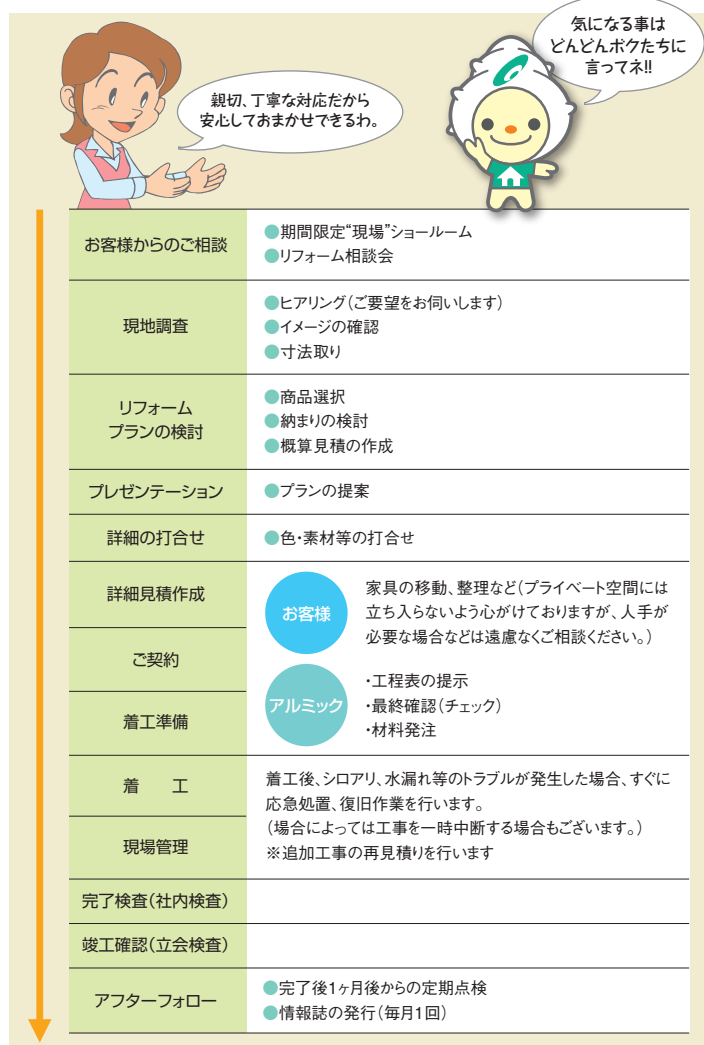 気になる事は
どんどんボクたちに
言ってネ!!
親切、丁寧な対応だから
安心しておまかせできるわ。
お客様からのご相談
●期間限定“現場”ショールーム
●リフォーム相談会
現地調査
●ヒアリング(ご要望をお伺いします)
●イメージの確認
●寸法取り
リフォーム
プランの検討
●商品選択
●納まりの検討
●概算見積の作成
プレゼンテーション
●プランの提案
詳細の打合せ
●色・素材等の打合せ
詳細見積作成
ご契約
着工準備
お客様
家具の移動、整理など(プライベート空間には
立ち入らないよう心がけておりますが、人手が
必要な場合などは遠慮なくご相談ください。)
アルミック
・工程表の提示
・最終確認(チェック)
・材料発注
着　工
現場管理
着工後、シロアリ、水漏れ等のトラブルが発生した場合、すぐに
応急処置、復旧作業を行います。
(場合によっては工事を一時中断する場合もございます。)
※追加工事の再見積りを行います
完了検査(社内検査)
竣工確認(立会検査)
アフターフォロー
●完了後1ヶ月後からの定期点検
●情報誌の発行(毎月1回)